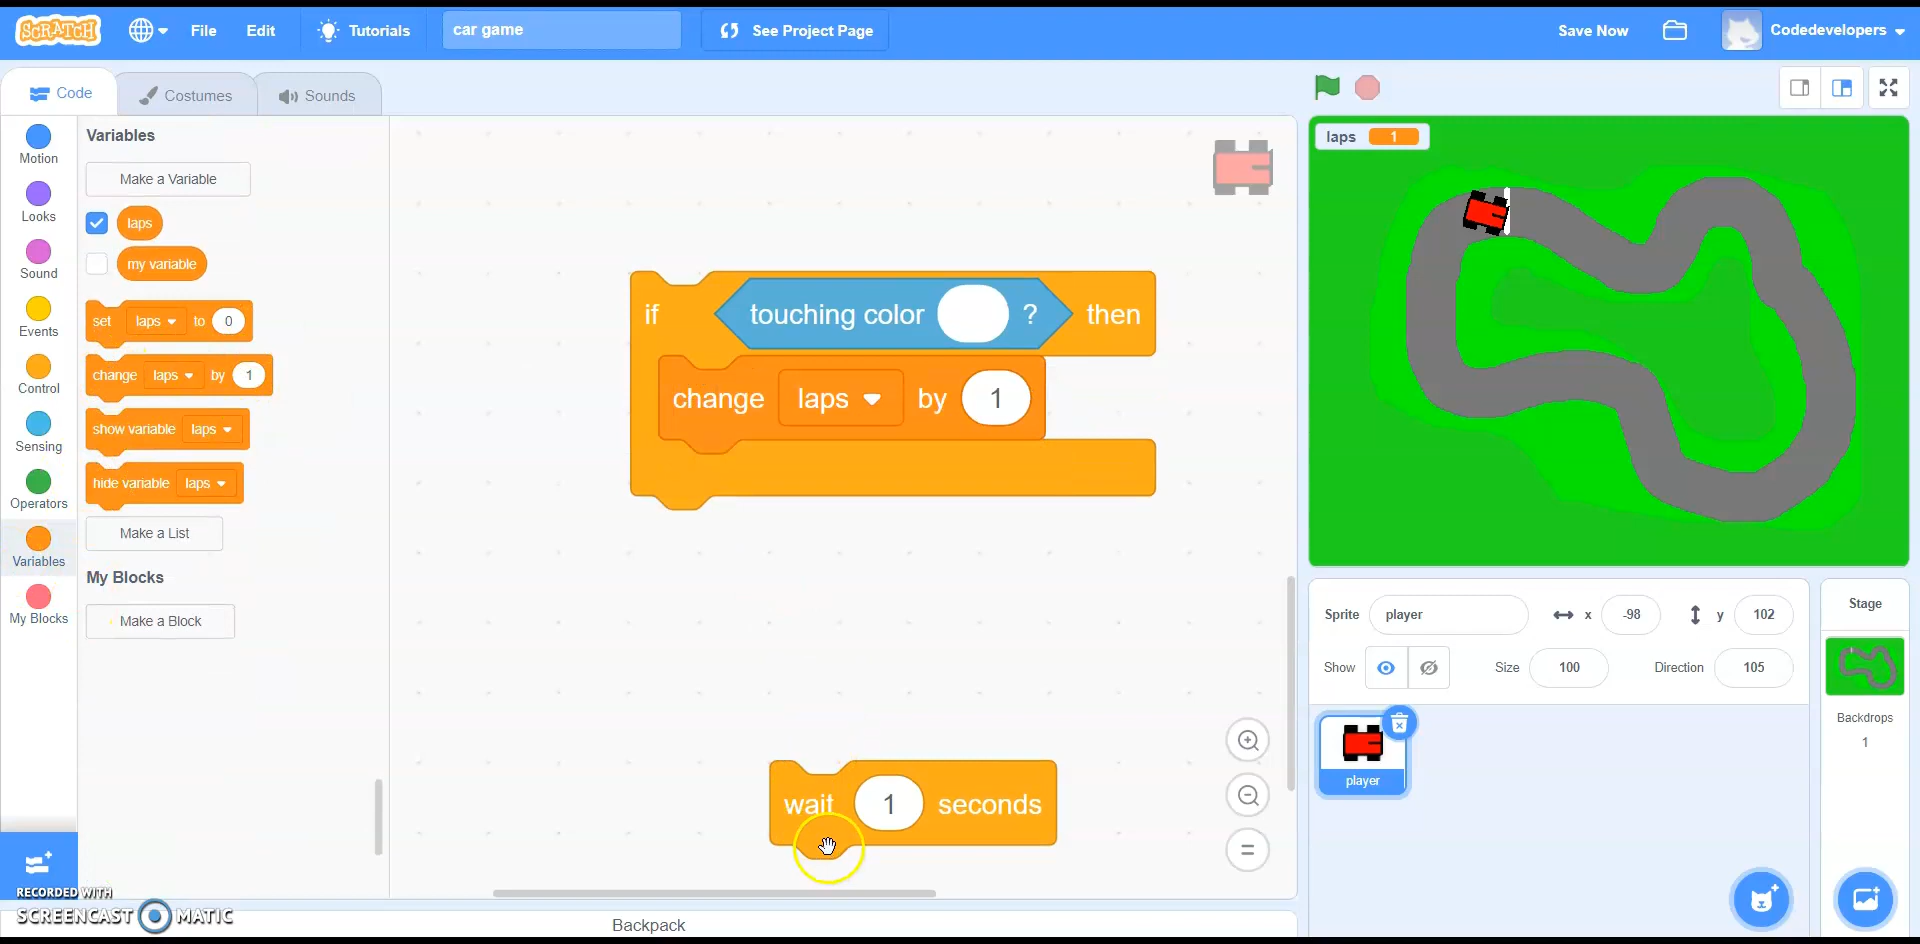 SCRATCH
File
Edit
Tutorials
car game
See Project Page
Save Now
Codedevelopers
Code
Costumes
Sounds
Motion
Looks
Sound
Events
Control
Sensing
Operators
Variables
My Blocks
Variables
Make a Variable
laps
my variable
set laps to 0
change laps by 1
show variable laps
hide variable laps
Make a List
My Blocks
Make a Block
if touching color ? then
change laps by 1
wait 1 seconds
laps 1
Sprite player x -98 y 102
Show Size 100 Direction 105
player
Stage
Backdrops
1
Backpack
RECORDED WITH
SCREENCAST MATIC